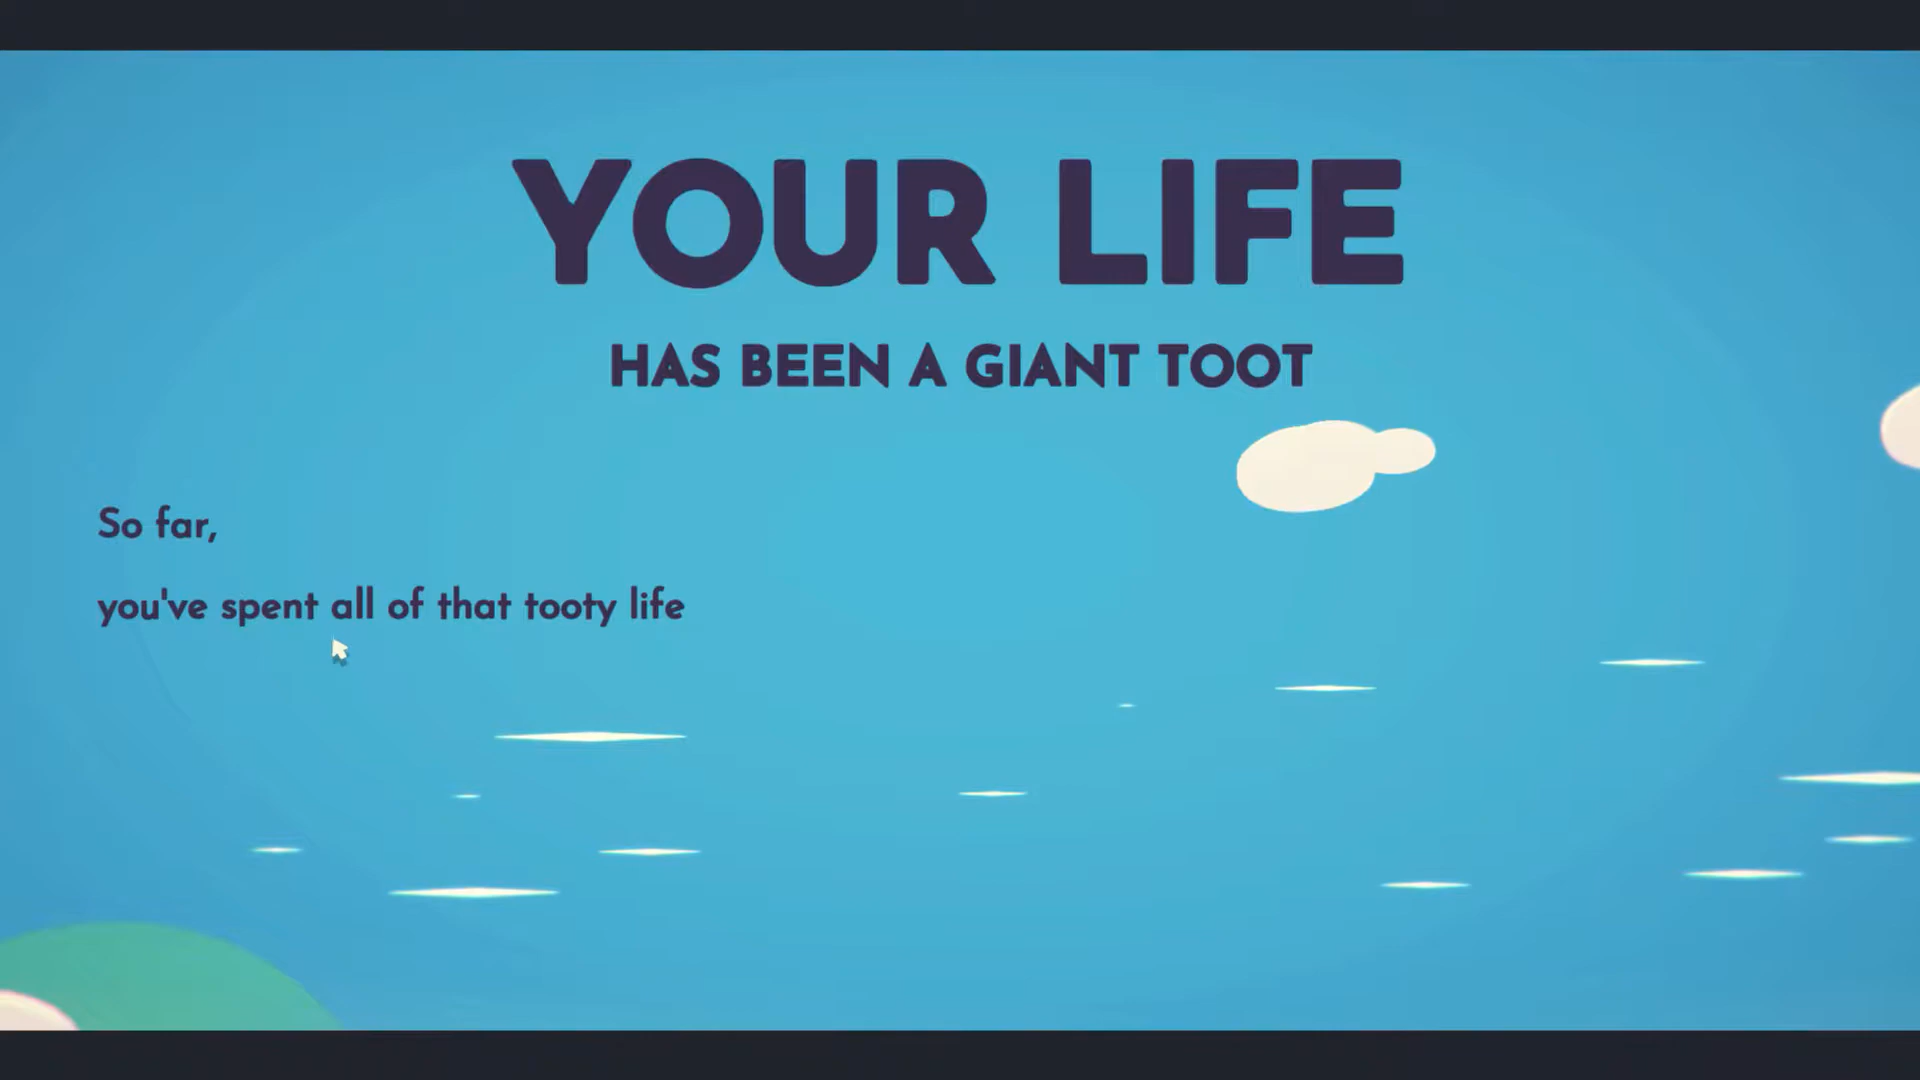 YOUR LIFE
HAS BEEN A GIANT TOOT
So far,
you've spent all of that tooty life